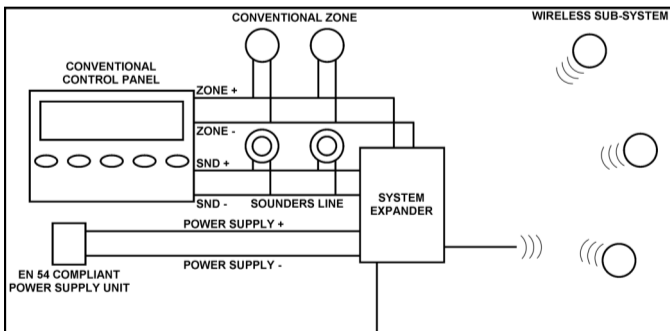 CONVENTIONAL ZONE
WIRELESS SUB-SYSTEM
CONVENTIONAL
CONTROL PANEL
ZONE +
ZONE -
SND +
SND -
SOUNDERS LINE
SYSTEM
EXPANDER
POWER SUPPLY +
POWER SUPPLY -
EN 54 COMPLIANT
POWER SUPPLY UNIT